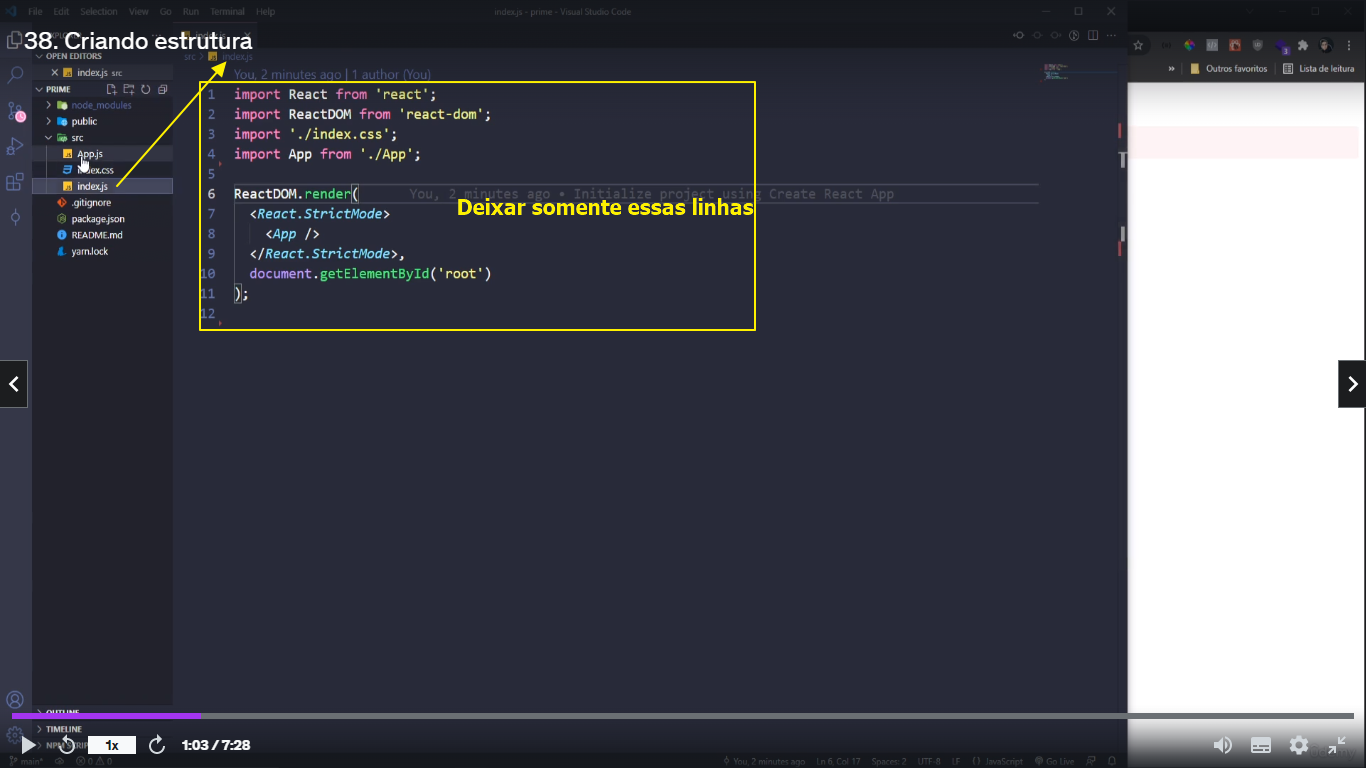 File Edit Selection View Go Run Terminal Help
index.js - prime - Visual Studio Code
38. Criando estrutura
OPEN EDITORS
index.js src
src > index.js
PRIME
node_modules
public
src
App.js
index.css
index.js
.gitignore
package.json
README.md
yarn.lock
You, 2 minutes ago | 1 author (You)
1 import React from 'react';
2 import ReactDOM from 'react-dom';
3 import './index.css';
4 import App from './App';
5
6 ReactDOM.render( You, 2 minutes ago • Initialize project using Create React App
Deixar somente essas linhas
7 <React.StrictMode>
8 <App />
9 </React.StrictMode>,
10 document.getElementById('root')
11 );
12
» Outros favoritos Lista de leitura
OUTLINE
TIMELINE
1x
1:03 / 7:28
main* 0 0
You, 2 minutes ago Ln 6, Col 17 Spaces: 2 UTF-8 LF {} JavaScript Go Live